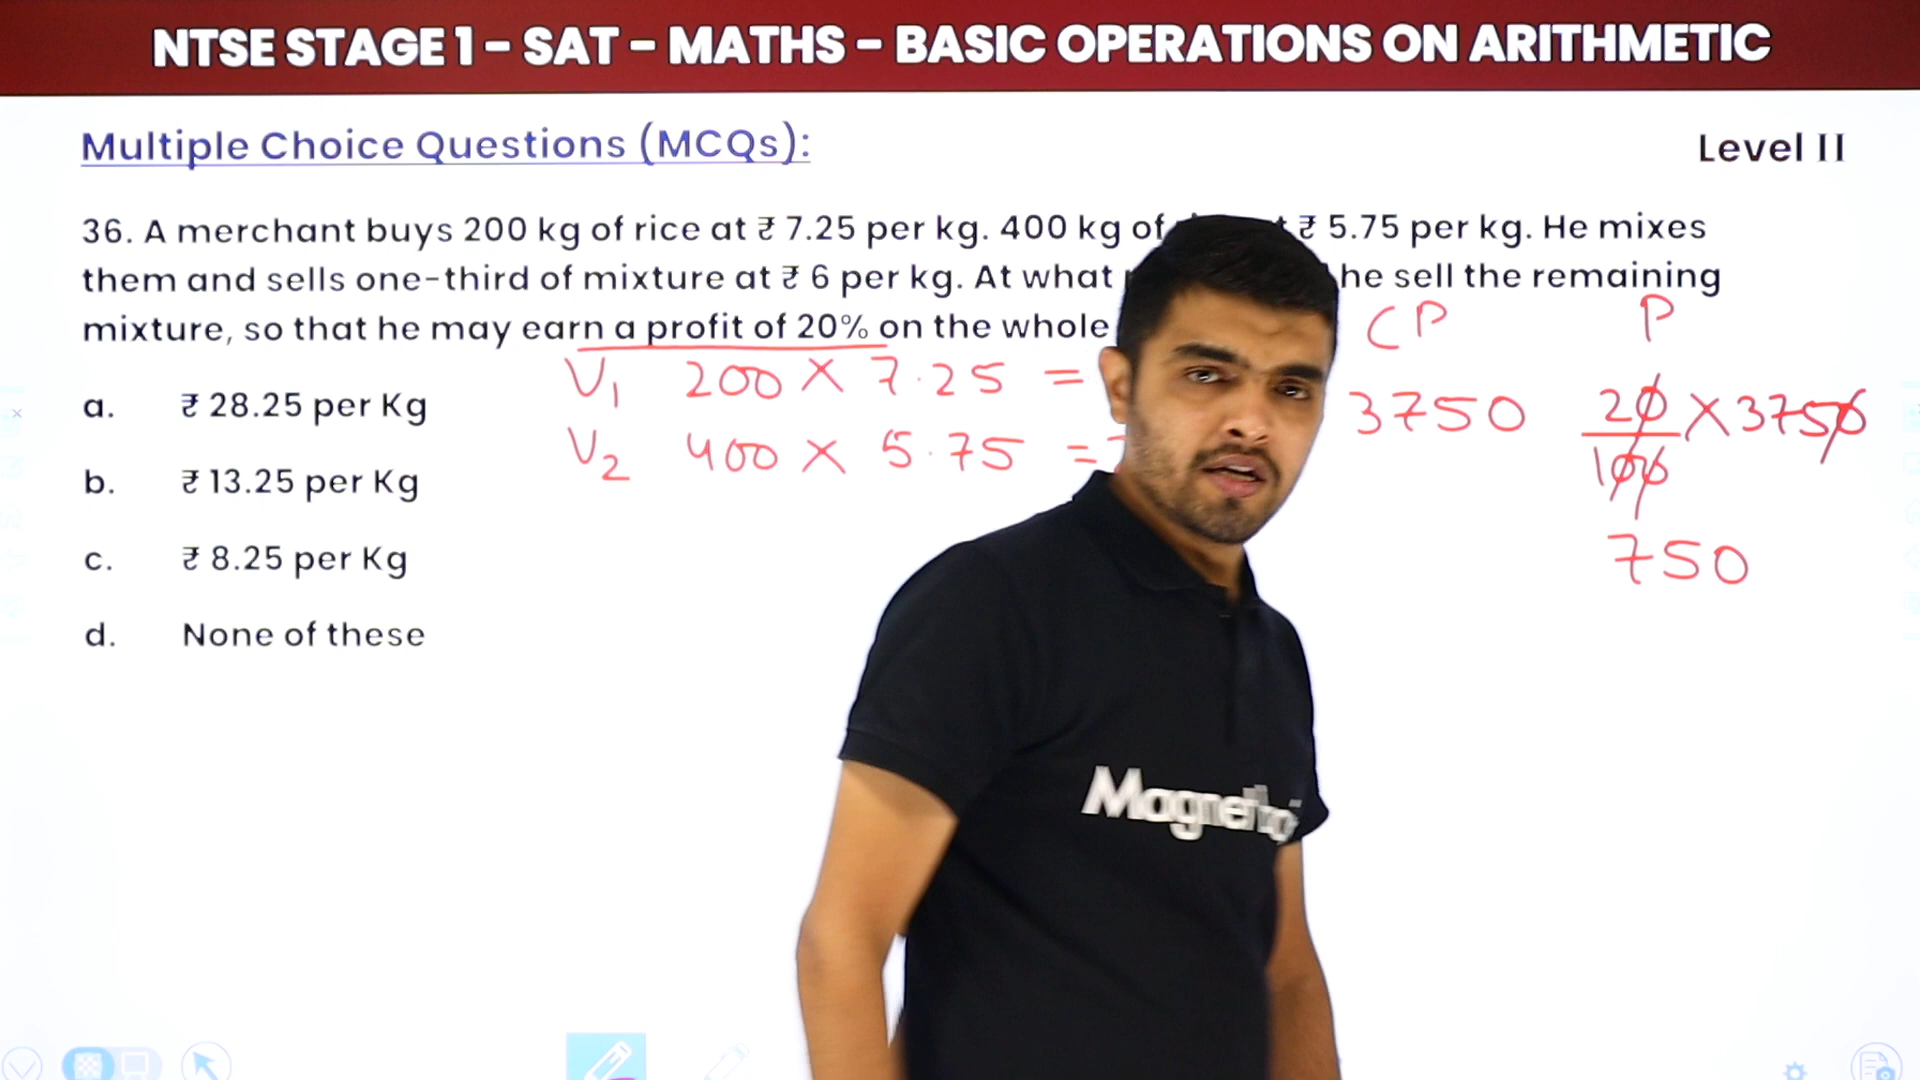 NTSE STAGE 1 – SAT – MATHS – BASIC OPERATIONS ON ARITHMETIC
Multiple Choice Questions (MCQs):
Level II
36. A merchant buys 200 kg of rice at ₹ 7.25 per kg. 400 kg of ₹ 5.75 per kg. He mixes
them and sells one-third of mixture at ₹ 6 per kg. At what he sell the remaining
mixture, so that he may earn a profit of 20% on the whole
CP P
a. ₹ 28.25 per Kg
V1 200 × 7.25 =
3750 20/100 × 3750
b. ₹ 13.25 per Kg
V2 400 × 5.75 =
c. ₹ 8.25 per Kg
750
d. None of these